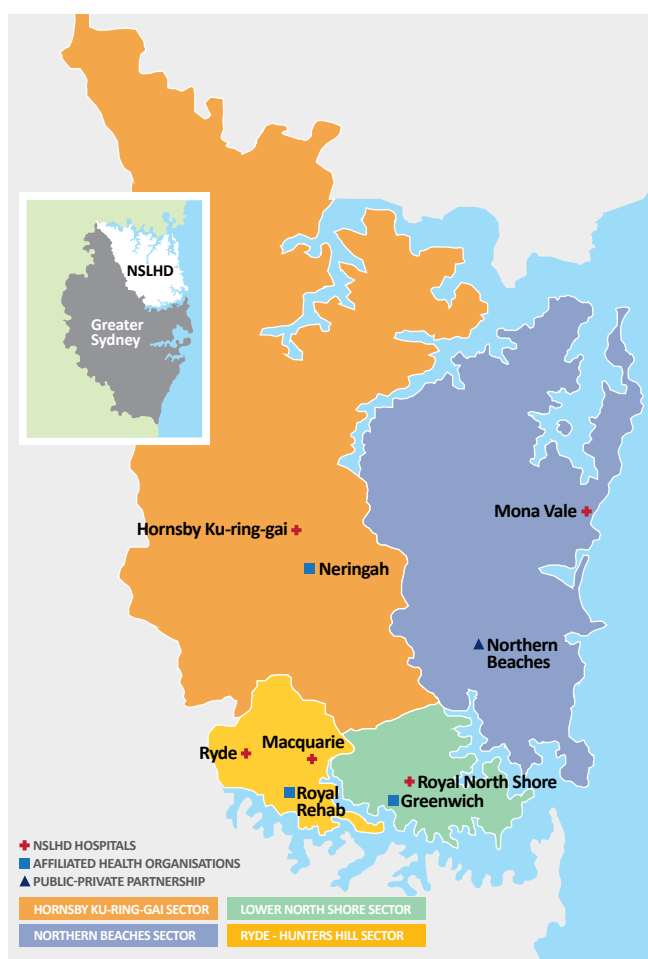 NSLHD
Greater
Sydney
Mona Vale
Hornsby Ku-ring-gai
Neringah
Northern
Beaches
Macquarie
Ryde
Royal North Shore
Royal
Rehab
Greenwich
NSLHD HOSPITALS
AFFILIATED HEALTH ORGANISATIONS
PUBLIC-PRIVATE PARTNERSHIP
HORNSBY KU-RING-GAI SECTOR
LOWER NORTH SHORE SECTOR
NORTHERN BEACHES SECTOR
RYDE - HUNTERS HILL SECTOR